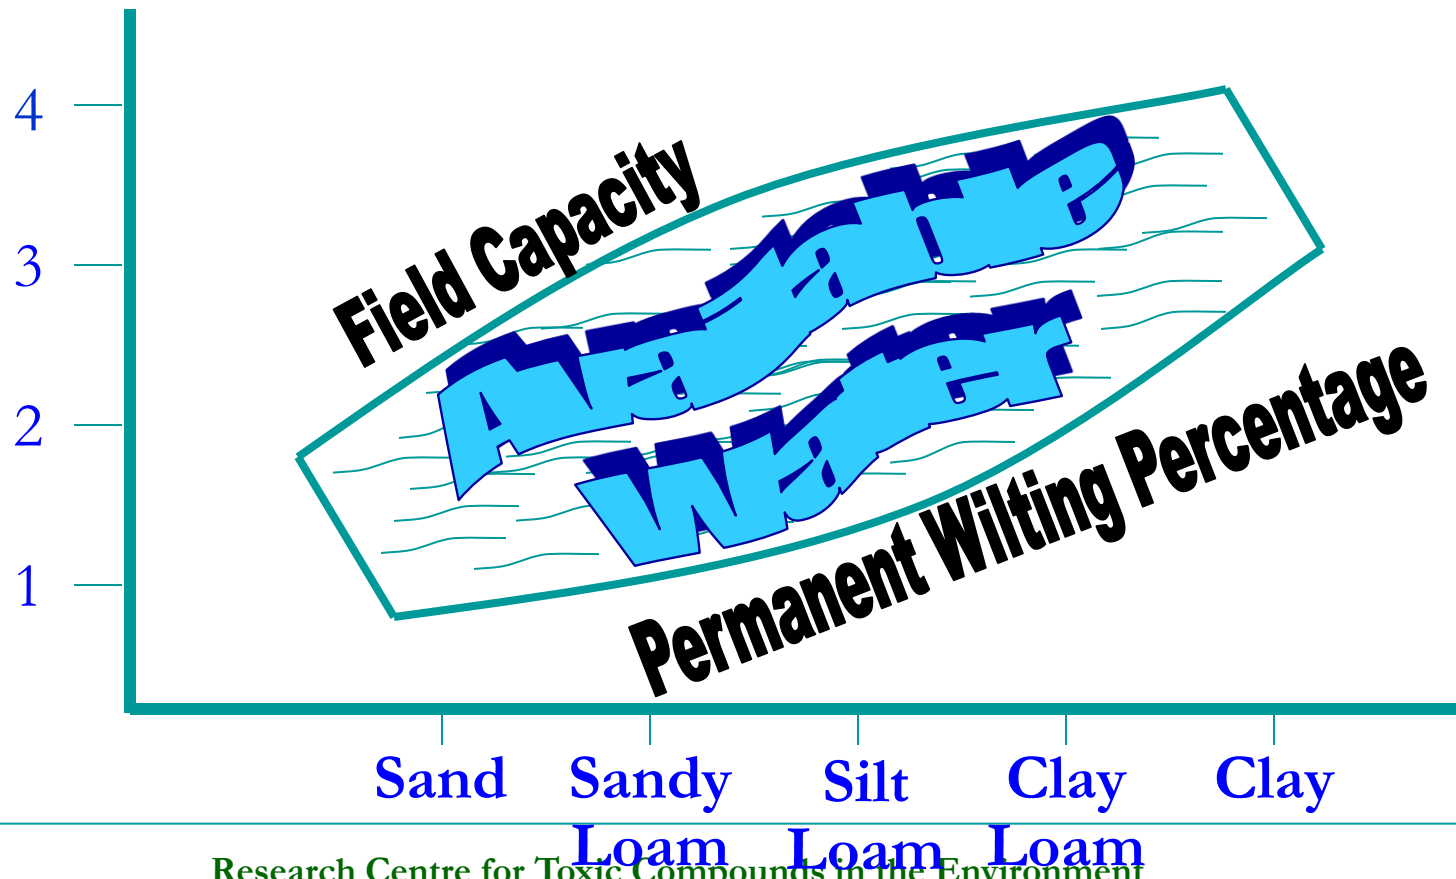 4
3
2
1
Field Capacity
Available
Water
Permanent Wilting Percentage
Sand
Sandy Loam
Silt Loam
Clay Loam
Clay
Research Centre for Toxic Compounds in the Environment